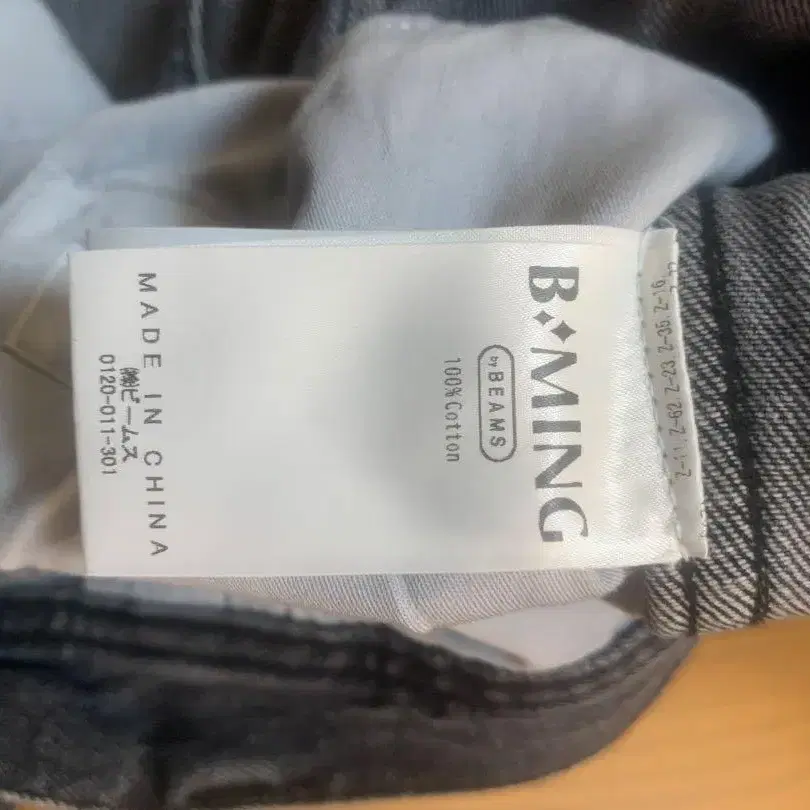 B✦MING
by BEAMS
100%Cotton
MADE IN CHINA
㈱ビームス
0120-011-301